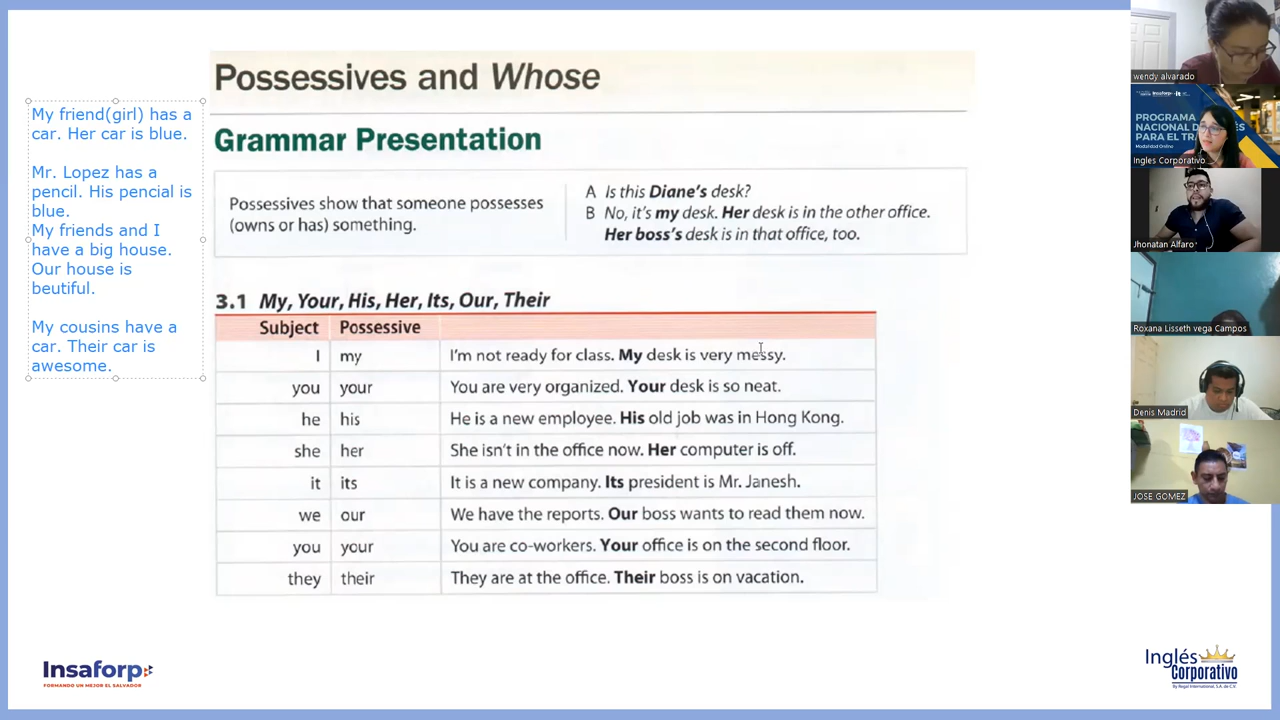 Possessives and Whose
Grammar Presentation
My friend(girl) has a
car. Her car is blue.
Mr. Lopez has a
pencil. His pencial is
blue.
My friends and I
have a big house.
Our house is
beutiful.
My cousins have a
car. Their car is
awesome.
Possessives show that someone possesses
(owns or has) something.
A Is this Diane's desk?
B No, it's my desk. Her desk is in the other office.
Her boss's desk is in that office, too.
3.1 My, Your, His, Her, Its, Our, Their
Subject Possessive
I my I'm not ready for class. My desk is very messy.
you your You are very organized. Your desk is so neat.
he his He is a new employee. His old job was in Hong Kong.
she her She isn't in the office now. Her computer is off.
it its It is a new company. Its president is Mr. Janesh.
we our We have the reports. Our boss wants to read them now.
you your You are co-workers. Your office is on the second floor.
they their They are at the office. Their boss is on vacation.
Insaforp
FORMANDO UN MEJOR EL SALVADOR
Inglés
Corporativo
By Regal International, S.A. de C.V.
wendy alvarado
Insaforp
PROGRAMA
NACIONAL D
PARA EL TR
Modalidad Online
Ingles Corporativo
Jhonatan Alfaro
Roxana Lisseth vega Campos
Denis Madrid
JOSE GOMEZ